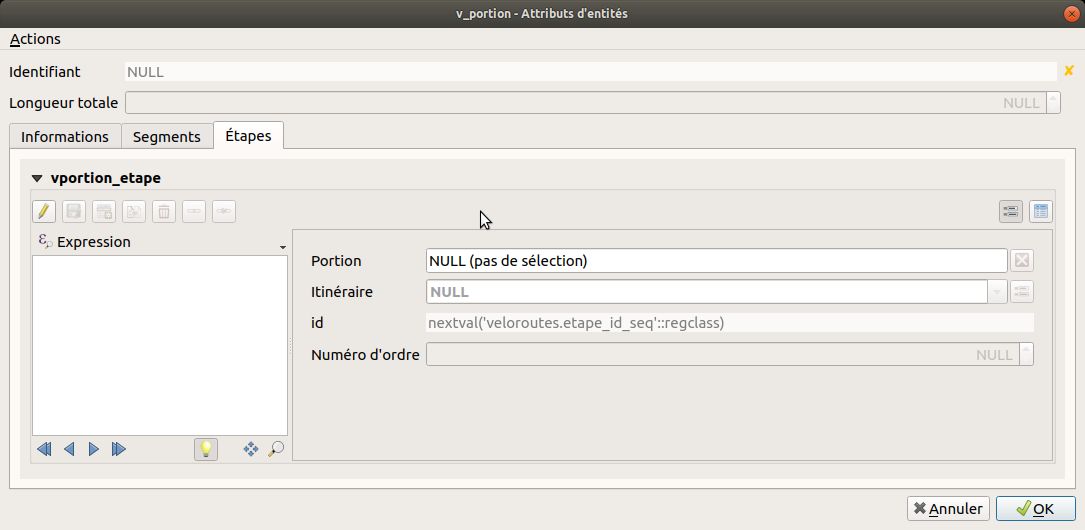 v_portion - Attributs d'entités
Actions
Identifiant NULL
Longueur totale NULL
Informations Segments Étapes
vportion_etape
Expression
Portion NULL (pas de sélection)
Itinéraire NULL
id nextval('veloroutes.etape_id_seq'::regclass)
Numéro d'ordre NULL
Annuler OK